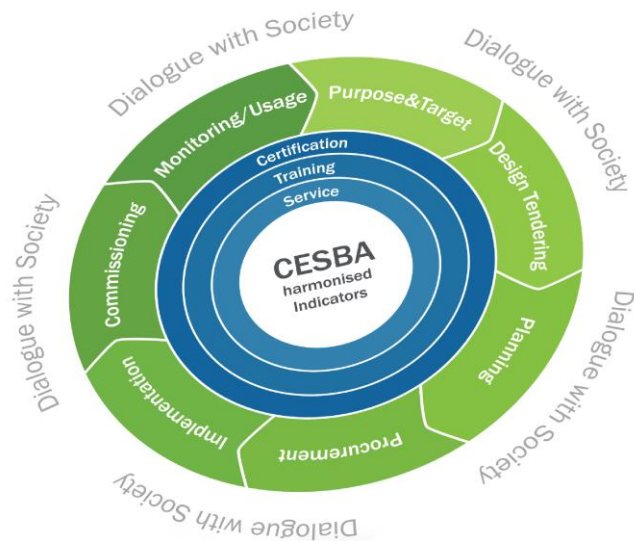 Dialogue with Society
Dialogue with Society
Dialogue with Society
Dialogue with Society
Dialogue with Society
Purpose&Target
Design Tendering
Planning
Procurement
Implementation
Commissioning
Monitoring/Usage
Certification
Training
Service
CESBA
harmonised
Indicators